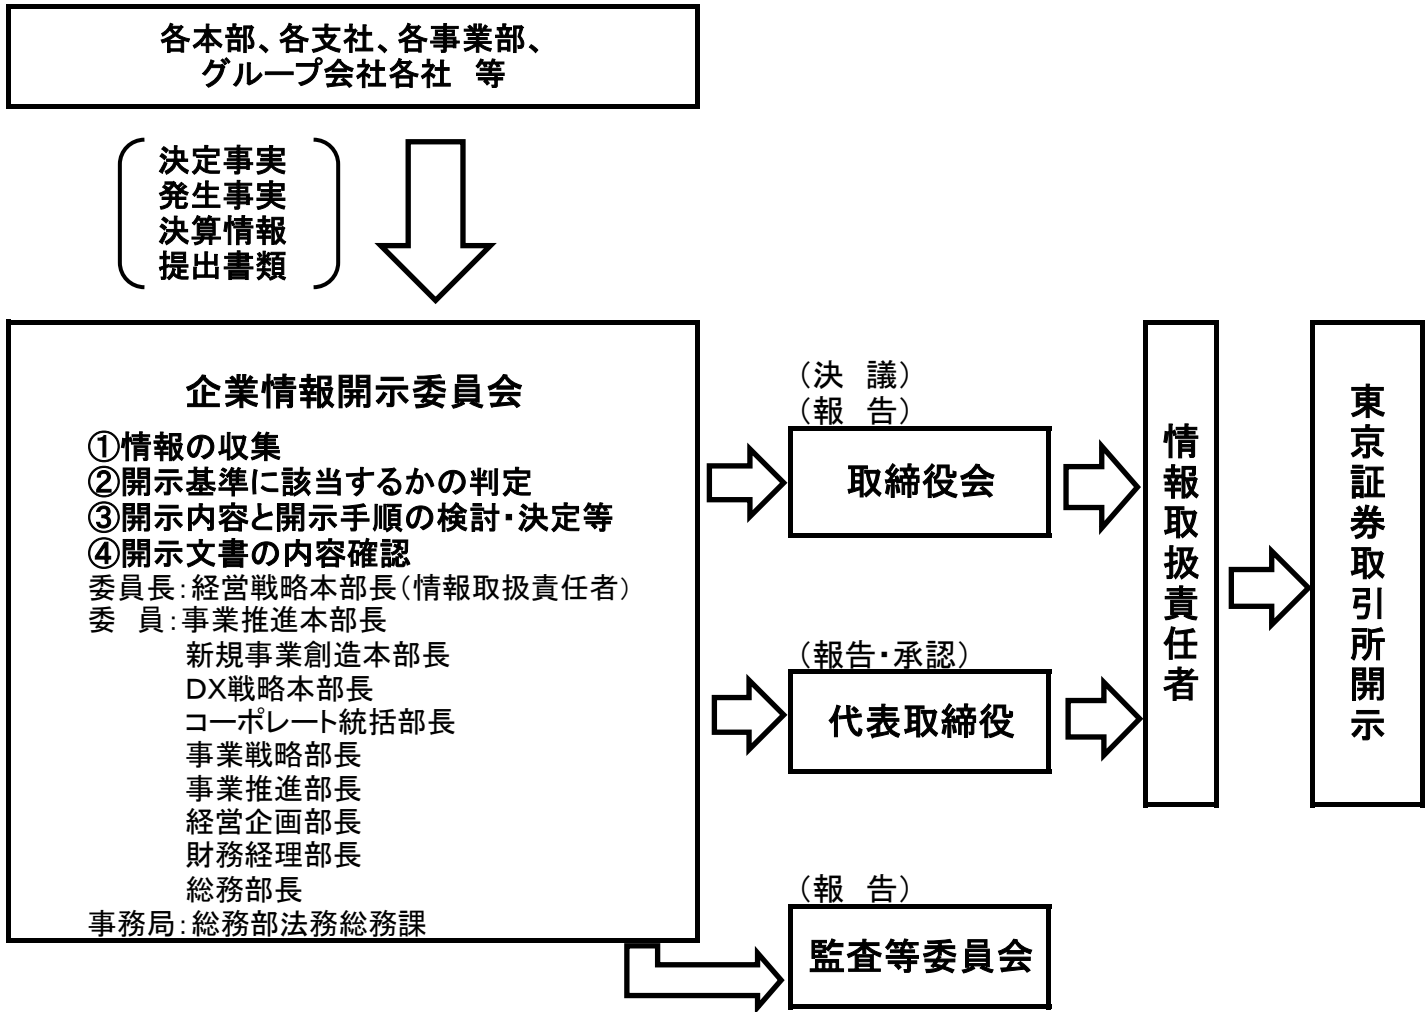 各本部、各支社、各事業部、
グループ会社各社　等
決定事実
発生事実
決算情報
提出書類
企業情報開示委員会
①情報の収集
②開示基準に該当するかの判定
③開示内容と開示手順の検討・決定等
④開示文書の内容確認
委員長：経営戦略本部長（情報取扱責任者）
委　員：事業推進本部長
新規事業創造本部長
DX戦略本部長
コーポレート統括部長
事業戦略部長
事業推進部長
経営企画部長
財務経理部長
総務部長
事務局：総務部法務総務課
（決　議）
（報　告）
取締役会
（報告・承認）
代表取締役
（報　告）
監査等委員会
情報取扱責任者
東京証券取引所開示